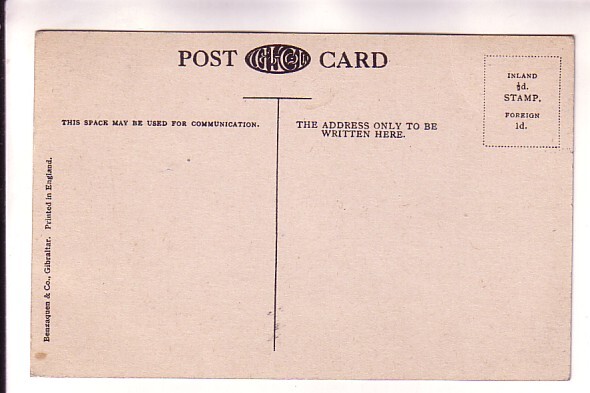 POST CARD
INLAND
½d.
STAMP.
FOREIGN
1d.
THIS SPACE MAY BE USED FOR COMMUNICATION.
THE ADDRESS ONLY TO BE
WRITTEN HERE.
Benzaquen & Co., Gibraltar. Printed in England.